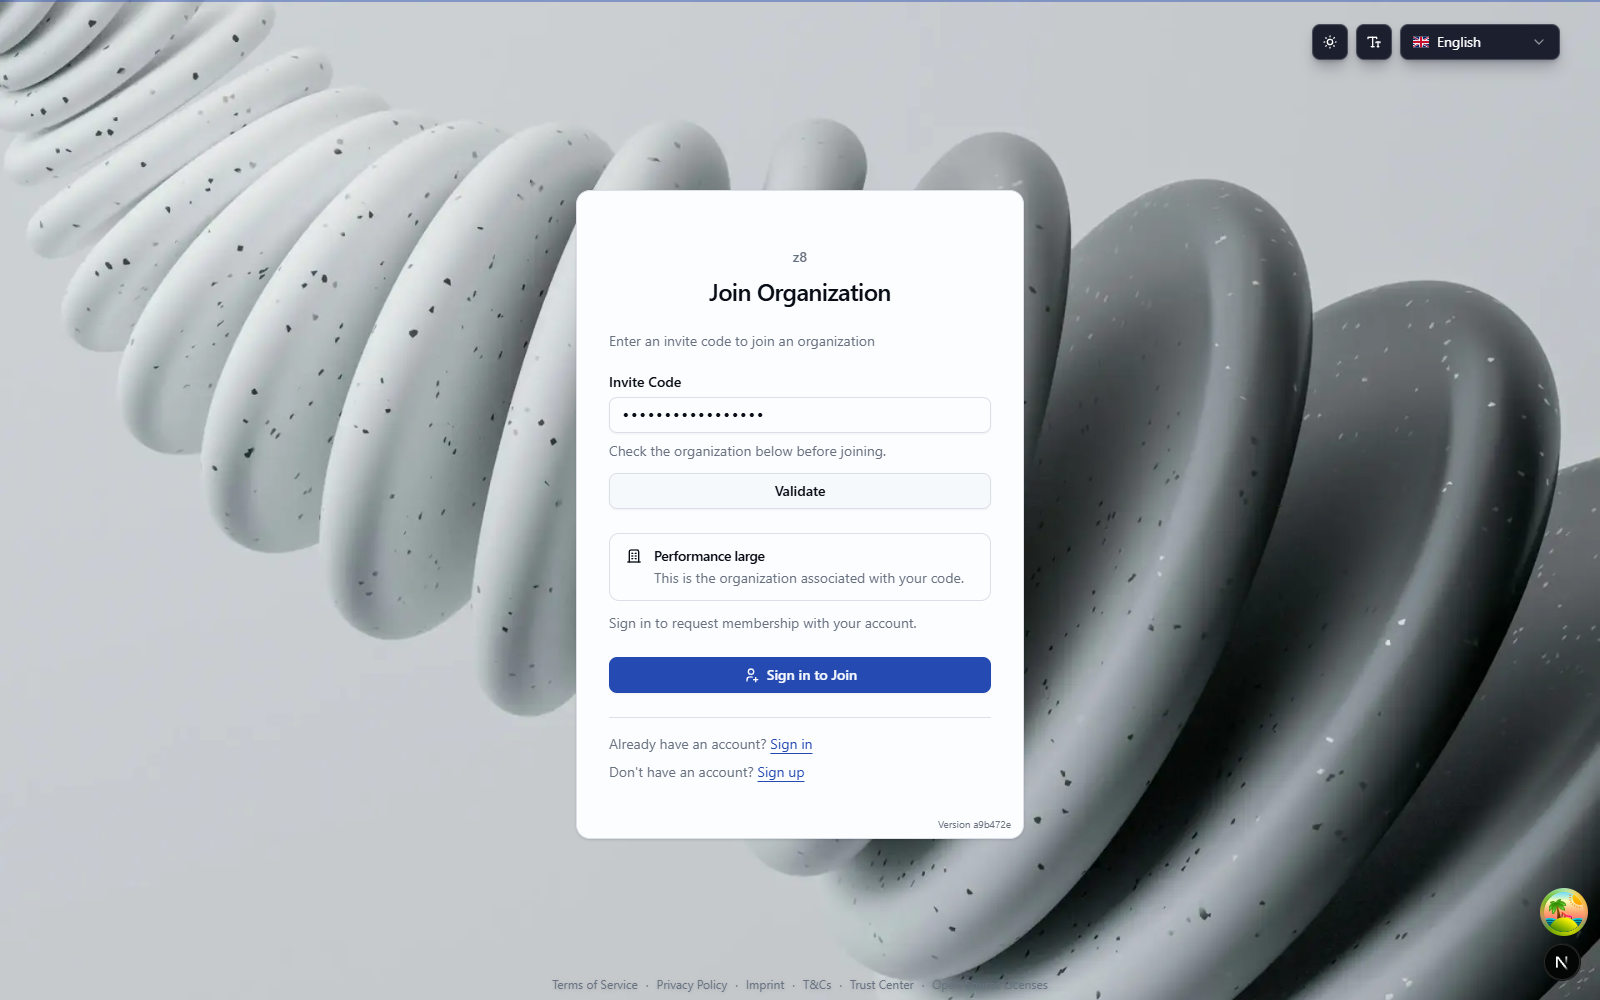 English
z8
Join Organization
Enter an invite code to join an organization
Invite Code
•••••••••••••••••
Check the organization below before joining.
Validate
Performance large
This is the organization associated with your code.
Sign in to request membership with your account.
Sign in to Join
Already have an account? Sign in
Don't have an account? Sign up
Version a9b472e
Terms of Service · Privacy Policy · Imprint · T&Cs · Trust Center · Licenses
N